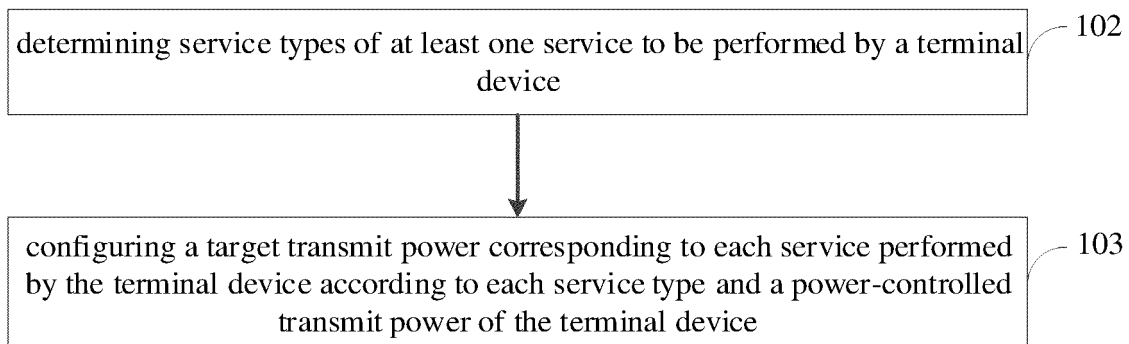 determining service types of at least one service to be performed by a terminal
device
102
configuring a target transmit power corresponding to each service performed
by the terminal device according to each service type and a power-controlled
transmit power of the terminal device
103